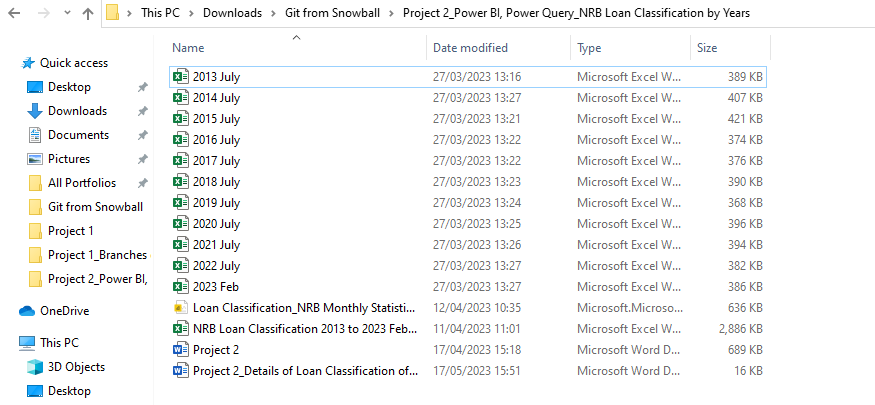 This PC > Downloads > Git from Snowball > Project 2_Power BI, Power Query_NRB Loan Classification by Years
Name Date modified Type Size
Quick access
Desktop
Downloads
Documents
Pictures
All Portfolios
Git from Snowball
Project 1
Project 1_Branches
Project 2_Power BI,
OneDrive
This PC
3D Objects
Desktop
2013 July 27/03/2023 13:16 Microsoft Excel W... 389 KB
2014 July 27/03/2023 13:27 Microsoft Excel W... 407 KB
2015 July 27/03/2023 13:21 Microsoft Excel W... 421 KB
2016 July 27/03/2023 13:22 Microsoft Excel W... 374 KB
2017 July 27/03/2023 13:22 Microsoft Excel W... 376 KB
2018 July 27/03/2023 13:23 Microsoft Excel W... 390 KB
2019 July 27/03/2023 13:24 Microsoft Excel W... 368 KB
2020 July 27/03/2023 13:25 Microsoft Excel W... 396 KB
2021 July 27/03/2023 13:26 Microsoft Excel W... 394 KB
2022 July 27/03/2023 13:27 Microsoft Excel W... 382 KB
2023 Feb 27/03/2023 13:27 Microsoft Excel W... 386 KB
Loan Classification_NRB Monthly Statisti... 12/04/2023 10:35 Microsoft.Microso... 636 KB
NRB Loan Classification 2013 to 2023 Feb... 11/04/2023 11:01 Microsoft Excel W... 2,886 KB
Project 2 17/04/2023 15:18 Microsoft Word D... 689 KB
Project 2_Details of Loan Classification of... 17/05/2023 15:51 Microsoft Word D... 16 KB